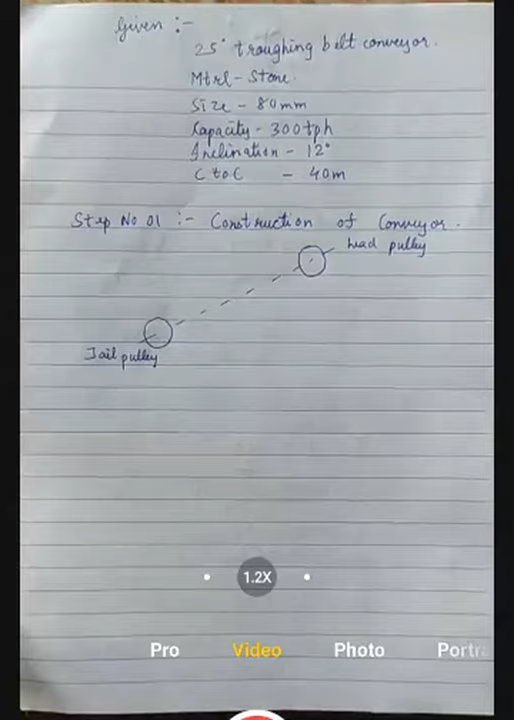 Given :-
25° troughing belt conveyor.
Mtrl - Stone.
Size - 80mm
Capacity - 300tph
Inclination - 12°
C to C - 40m
Step No 01 :- Construction of Conveyor.
head pulley
Tail pulley
1.2X
Pro Video Photo Portr